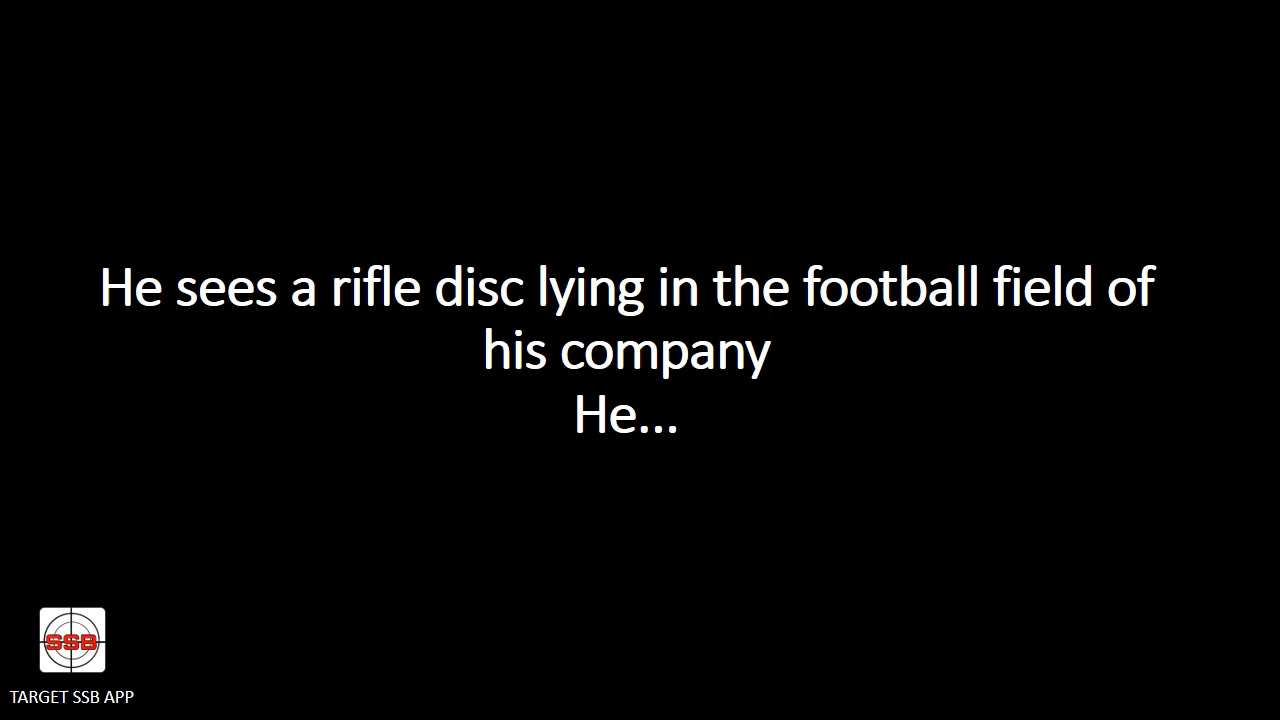 He sees a rifle disc lying in the football field of
his company
He...
SSB
TARGET SSB APP